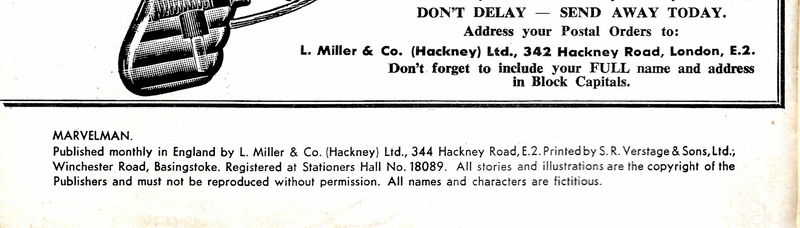 DON'T DELAY — SEND AWAY TODAY.
Address your Postal Orders to:
L. Miller & Co. (Hackney) Ltd., 342 Hackney Road, London, E.2.
Don't forget to include your FULL name and address
in Block Capitals.
MARVELMAN.
Published monthly in England by L. Miller & Co. (Hackney) Ltd., 344 Hackney Road, E.2. Printed by S. R. Verstage & Sons, Ltd.;
Winchester Road, Basingstoke. Registered at Stationers Hall No. 18089. All stories and illustrations are the copyright of the
Publishers and must not be reproduced without permission. All names and characters are fictitious.